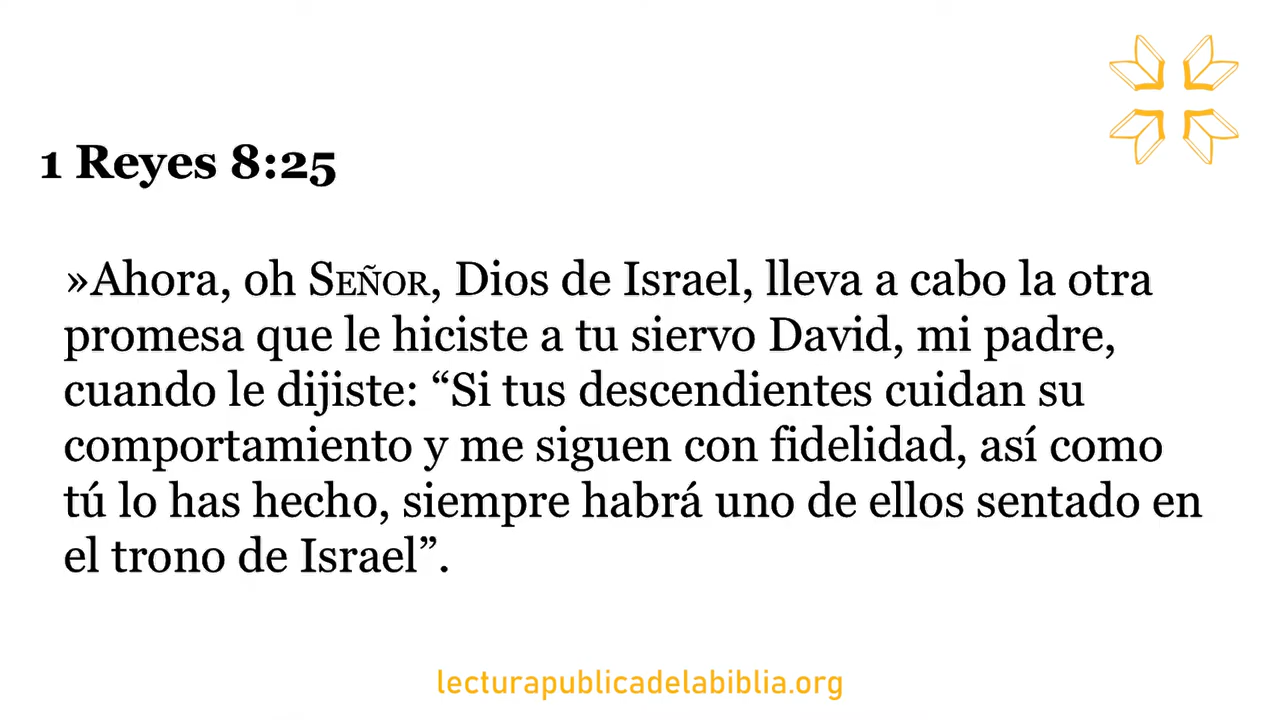 1 Reyes 8:25
»Ahora, oh SEÑOR, Dios de Israel, lleva a cabo la otra
promesa que le hiciste a tu siervo David, mi padre,
cuando le dijiste: “Si tus descendientes cuidan su
comportamiento y me siguen con fidelidad, así como
tú lo has hecho, siempre habrá uno de ellos sentado en
el trono de Israel”.
lecturapublicadelabiblia.org